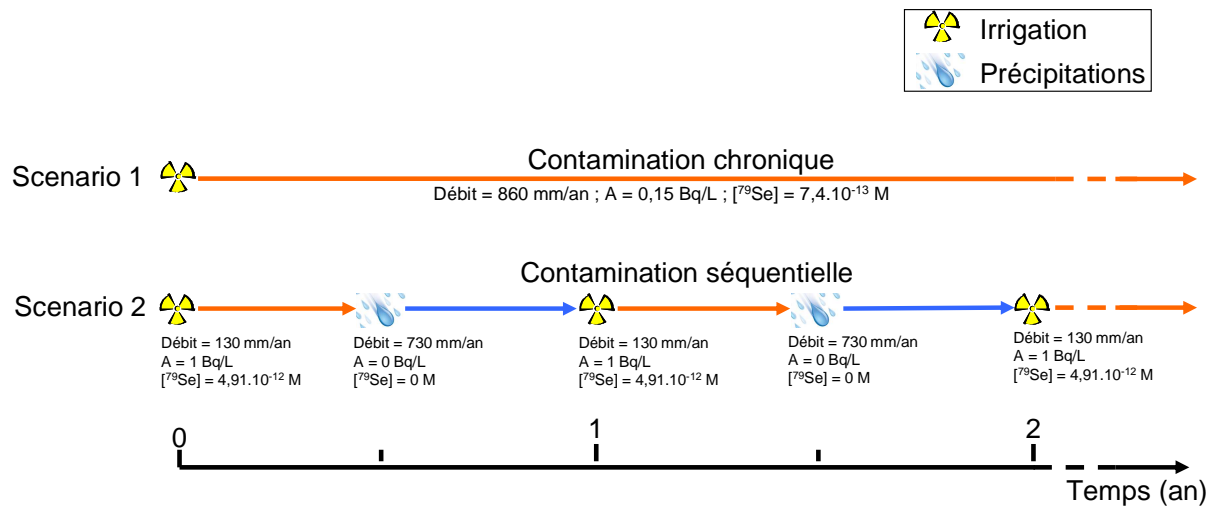 Irrigation
Précipitations
Scenario 1
Contamination chronique
Débit = 860 mm/an ; A = 0,15 Bq/L ; [⁷⁹Se] = 7,4.10⁻¹³ M
Scenario 2
Contamination séquentielle
Débit = 130 mm/an
A = 1 Bq/L
[⁷⁹Se] = 4,91.10⁻¹² M
Débit = 730 mm/an
A = 0 Bq/L
[⁷⁹Se] = 0 M
Débit = 130 mm/an
A = 1 Bq/L
[⁷⁹Se] = 4,91.10⁻¹² M
Débit = 730 mm/an
A = 0 Bq/L
[⁷⁹Se] = 0 M
Débit = 130 mm/an
A = 1 Bq/L
[⁷⁹Se] = 4,91.10⁻¹² M
0
1
2
Temps (an)